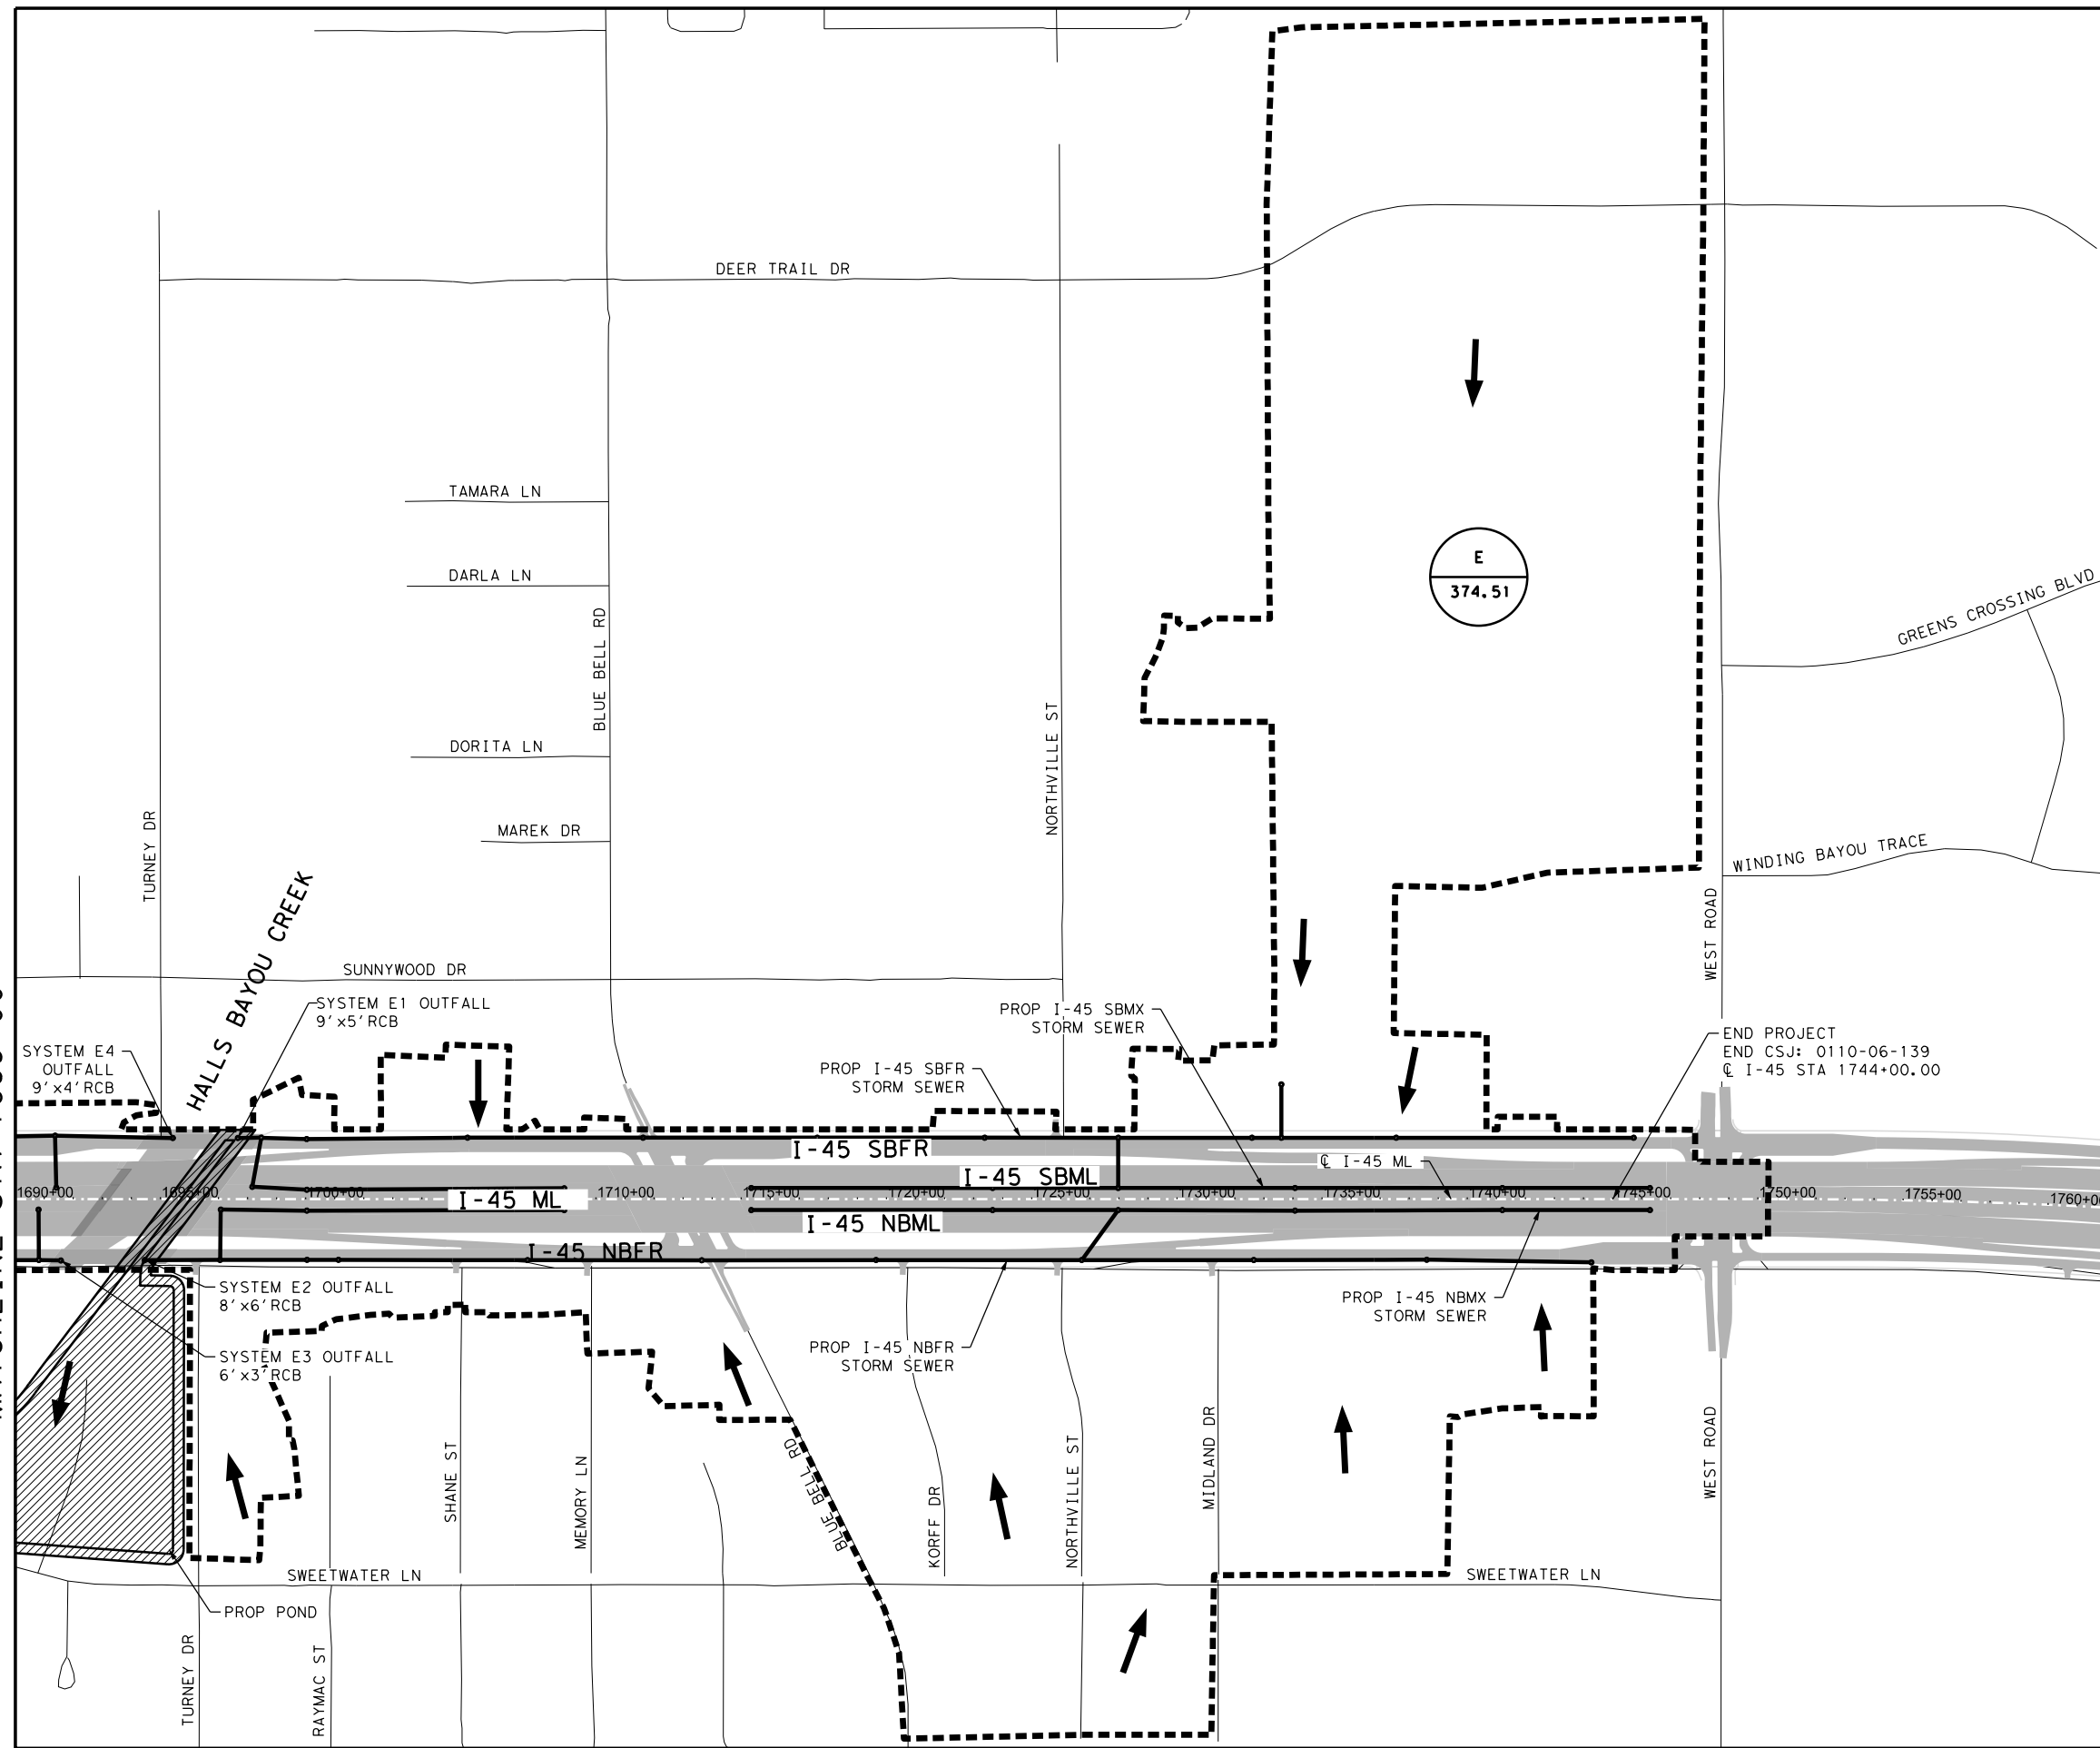 DEER TRAIL DR
TAMARA LN
DARLA LN
BLUE BELL RD
DORITA LN
MAREK DR
TURNEY DR
NORTHVILLE ST
E
374.51
GREENS CROSSING BLVD
WINDING BAYOU TRACE
WEST ROAD
HALLS BAYOU CREEK
SUNNYWOOD DR
SYSTEM E1 OUTFALL
9'x5'RCB
SYSTEM E4
OUTFALL
9'x4'RCB
PROP I-45 SBMX
STORM SEWER
PROP I-45 SBFR
STORM SEWER
END PROJECT
END CSJ: 0110-06-139
℄ I-45 STA 1744+00.00
I-45 SBFR
℄ I-45 ML
I-45 SBML
1690+00 1695+00 1700+00 1710+00 1715+00 1720+00 1725+00 1730+00 1735+00 1740+00 1745+00 1750+00 1755+00 1760+00
I-45 ML
I-45 NBML
I-45 NBFR
SYSTEM E2 OUTFALL
8'x6'RCB
PROP I-45 NBMX
STORM SEWER
PROP I-45 NBFR
STORM SEWER
SYSTEM E3 OUTFALL
6'x3'RCB
SHANE ST
MEMORY LN
BLUE BELL RD
KORFF DR
NORTHVILLE ST
MIDLAND DR
WEST ROAD
SWEETWATER LN
SWEETWATER LN
PROP POND
TURNEY DR
RAYMAC ST